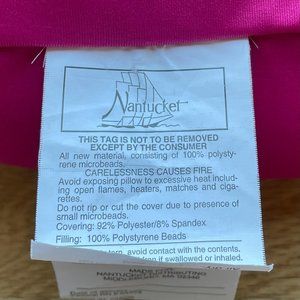 Nantucket
THIS TAG IS NOT TO BE REMOVED
EXCEPT BY THE CONSUMER
All new material, consisting of 100% polysty-
rene microbeads.
CARELESSNESS CAUSES FIRE
Avoid exposing pillow to excessive heat includ-
ing open flames, heaters, matches and ciga-
rettes.
Do not rip or cut the cover due to presence of
small microbeads.
Covering: 92% Polyester/8% Spandex
Filling: 100% Polystyrene Beads
avoid contact with the contents.
if swallowed or inhaled.
NANTUCKET